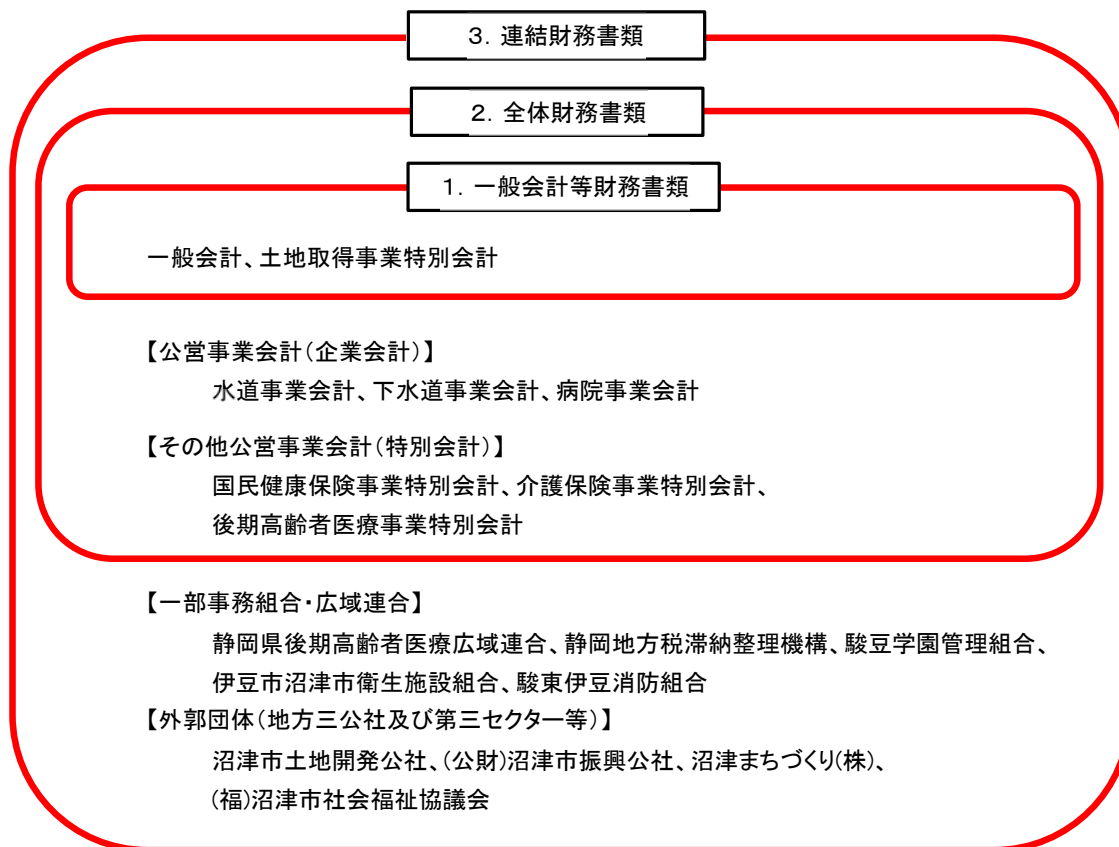 3．連結財務書類
2．全体財務書類
1．一般会計等財務書類
一般会計、土地取得事業特別会計
【公営事業会計(企業会計)】
水道事業会計、下水道事業会計、病院事業会計
【その他公営事業会計(特別会計)】
国民健康保険事業特別会計、介護保険事業特別会計、
後期高齢者医療事業特別会計
【一部事務組合・広域連合】
静岡県後期高齢者医療広域連合、静岡地方税滞納整理機構、駿豆学園管理組合、
伊豆市沼津市衛生施設組合、駿東伊豆消防組合
【外郭団体(地方三公社及び第三セクター等)】
沼津市土地開発公社、(公財)沼津市振興公社、沼津まちづくり(株)、
(福)沼津市社会福祉協議会